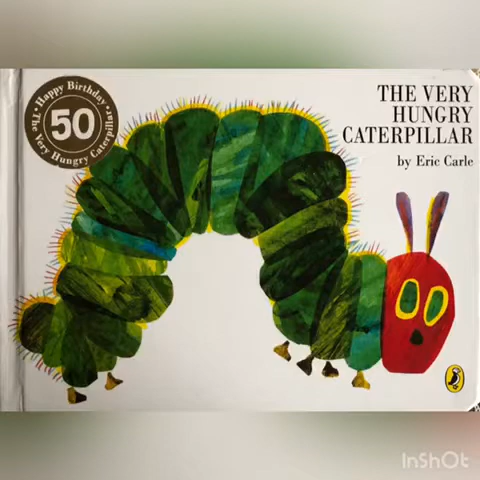 Happy Birthday
The Very Hungry Caterpillar
50
THE VERY
HUNGRY
CATERPILLAR
by Eric Carle
InShOt